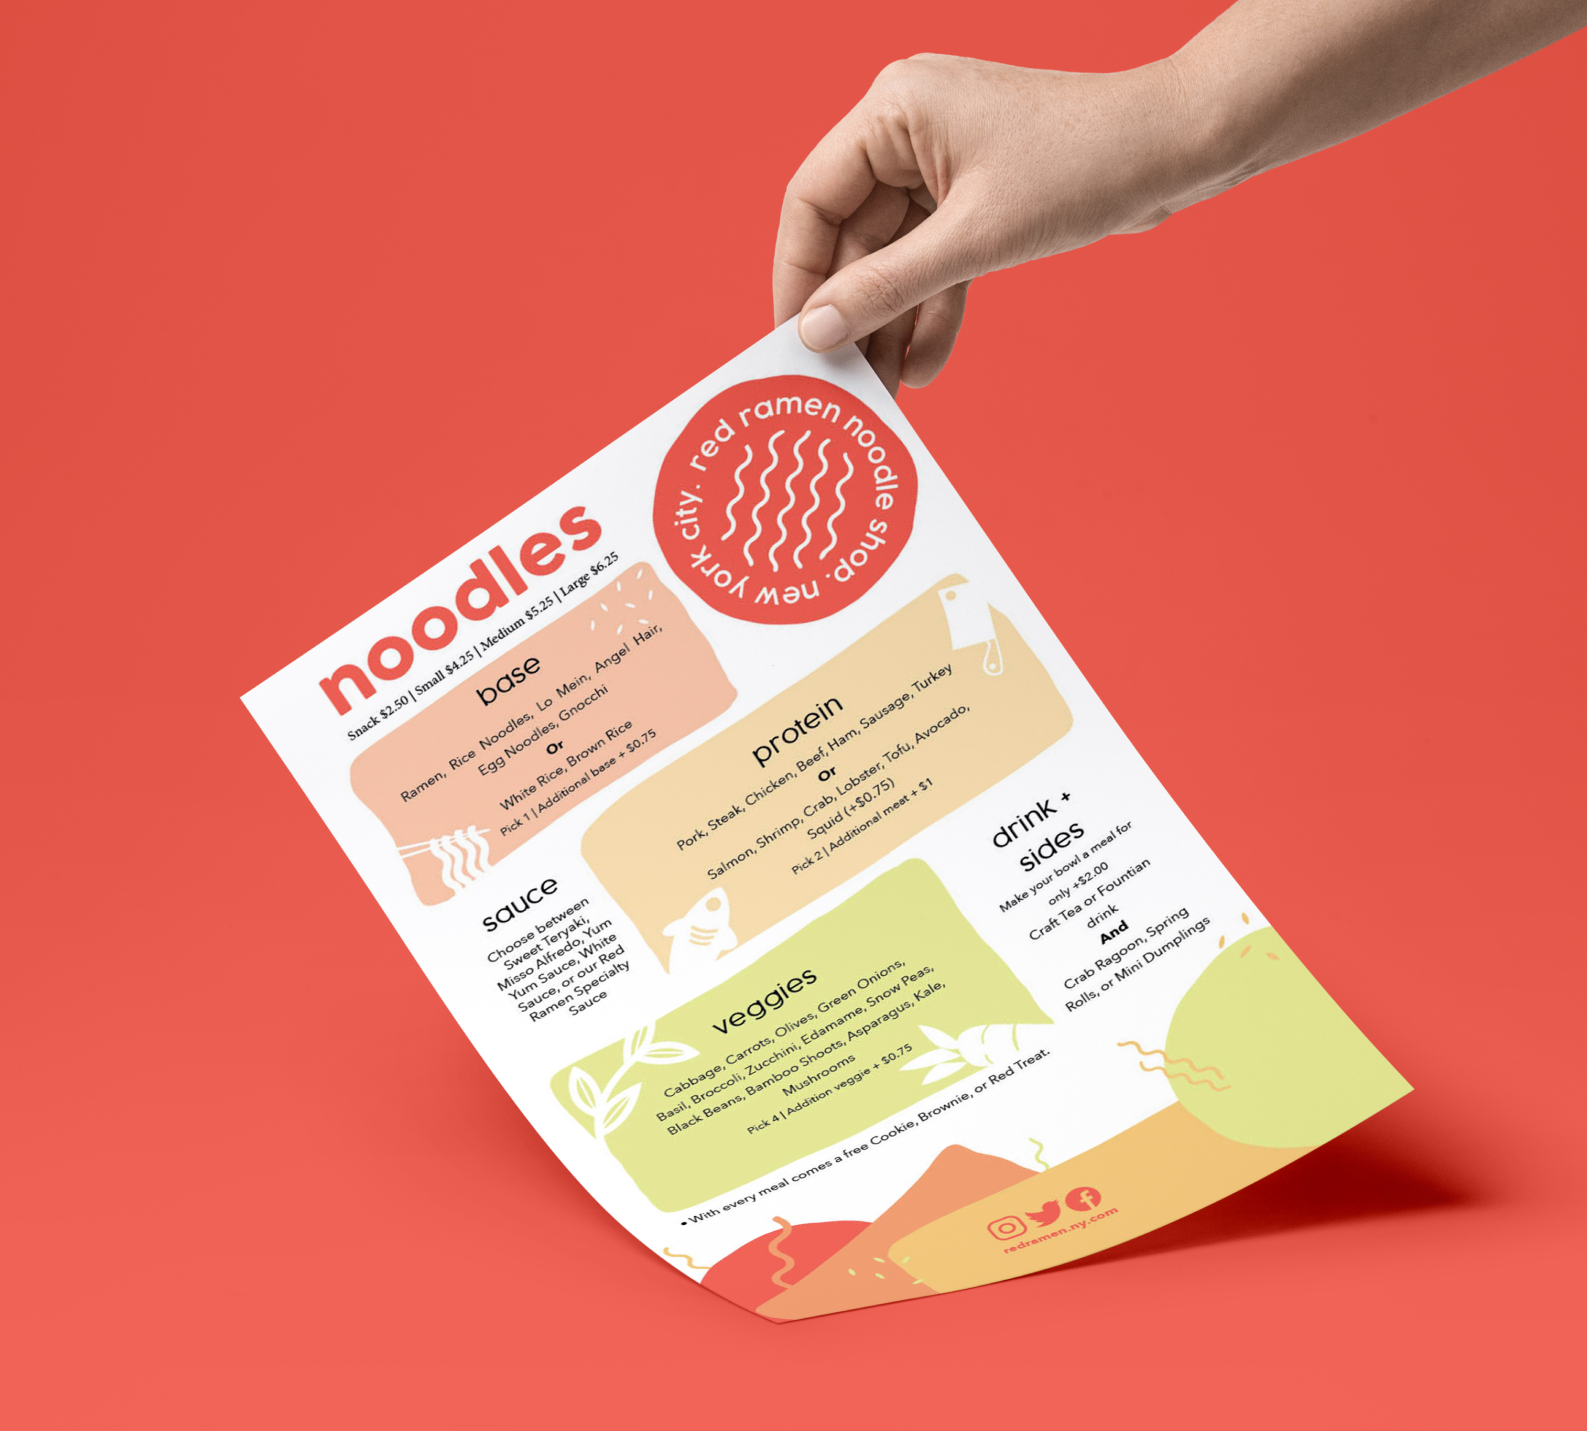 red ramen noodle shop. new york city.
noodles
Snack $2.50 | Small $4.25 | Medium $5.25 | Large $6.25
base
Ramen, Rice Noodles, Lo Mein, Angel Hair,
Egg Noodles, Gnocchi
Or
White Rice, Brown Rice
Pick 1 | Additional base + $0.75
protein
Pork, Steak, Chicken, Beef, Ham, Sausage, Turkey
Or
Salmon, Shrimp, Crab, Lobster, Tofu, Avocado,
Squid (+$0.75)
Pick 2 | Additional meat + $1
sauce
Choose between
Sweet Teryaki,
Misso Alfredo, Yum
Yum Sauce, White
Sauce, or our Red
Ramen Specialty
Sauce
veggies
Cabbage, Carrots, Olives, Green Onions,
Basil, Broccoli, Zucchini, Edamame, Snow Peas,
Black Beans, Bamboo Shoots, Asparagus, Kale,
Mushrooms
Pick 4 | Addition veggie + $0.75
drink +
sides
Make your bowl a meal for
only +$2.00
Craft Tea or Fountian
drink
And
Crab Ragoon, Spring
Rolls, or Mini Dumplings
• With every meal comes a free Cookie, Brownie, or Red Treat.
redramen.ny.com